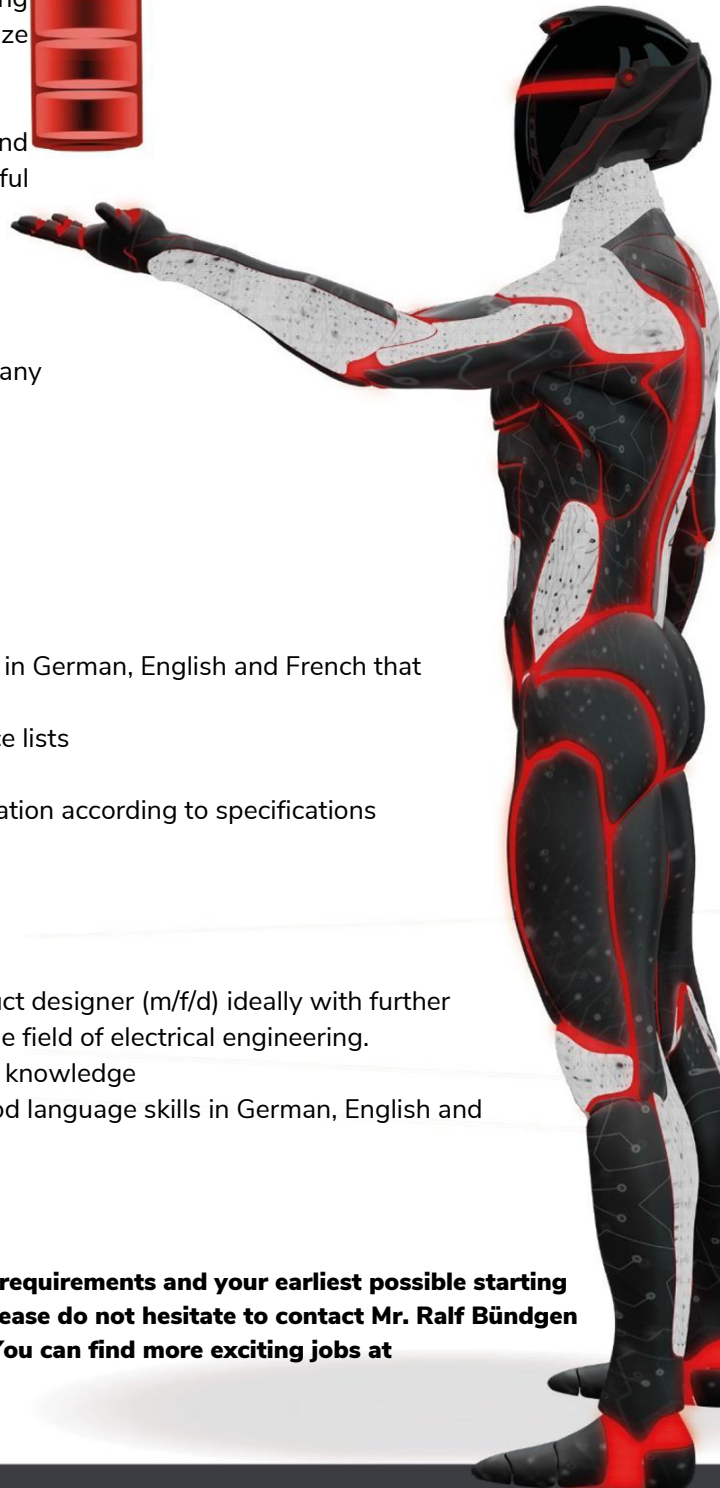 ng
ze
nd
ful
any
in German, English and French that
e lists
ation according to specifications
ct designer (m/f/d) ideally with further
e field of electrical engineering.
knowledge
od language skills in German, English and
requirements and your earliest possible starting
ease do not hesitate to contact Mr. Ralf Bündgen
You can find more exciting jobs at